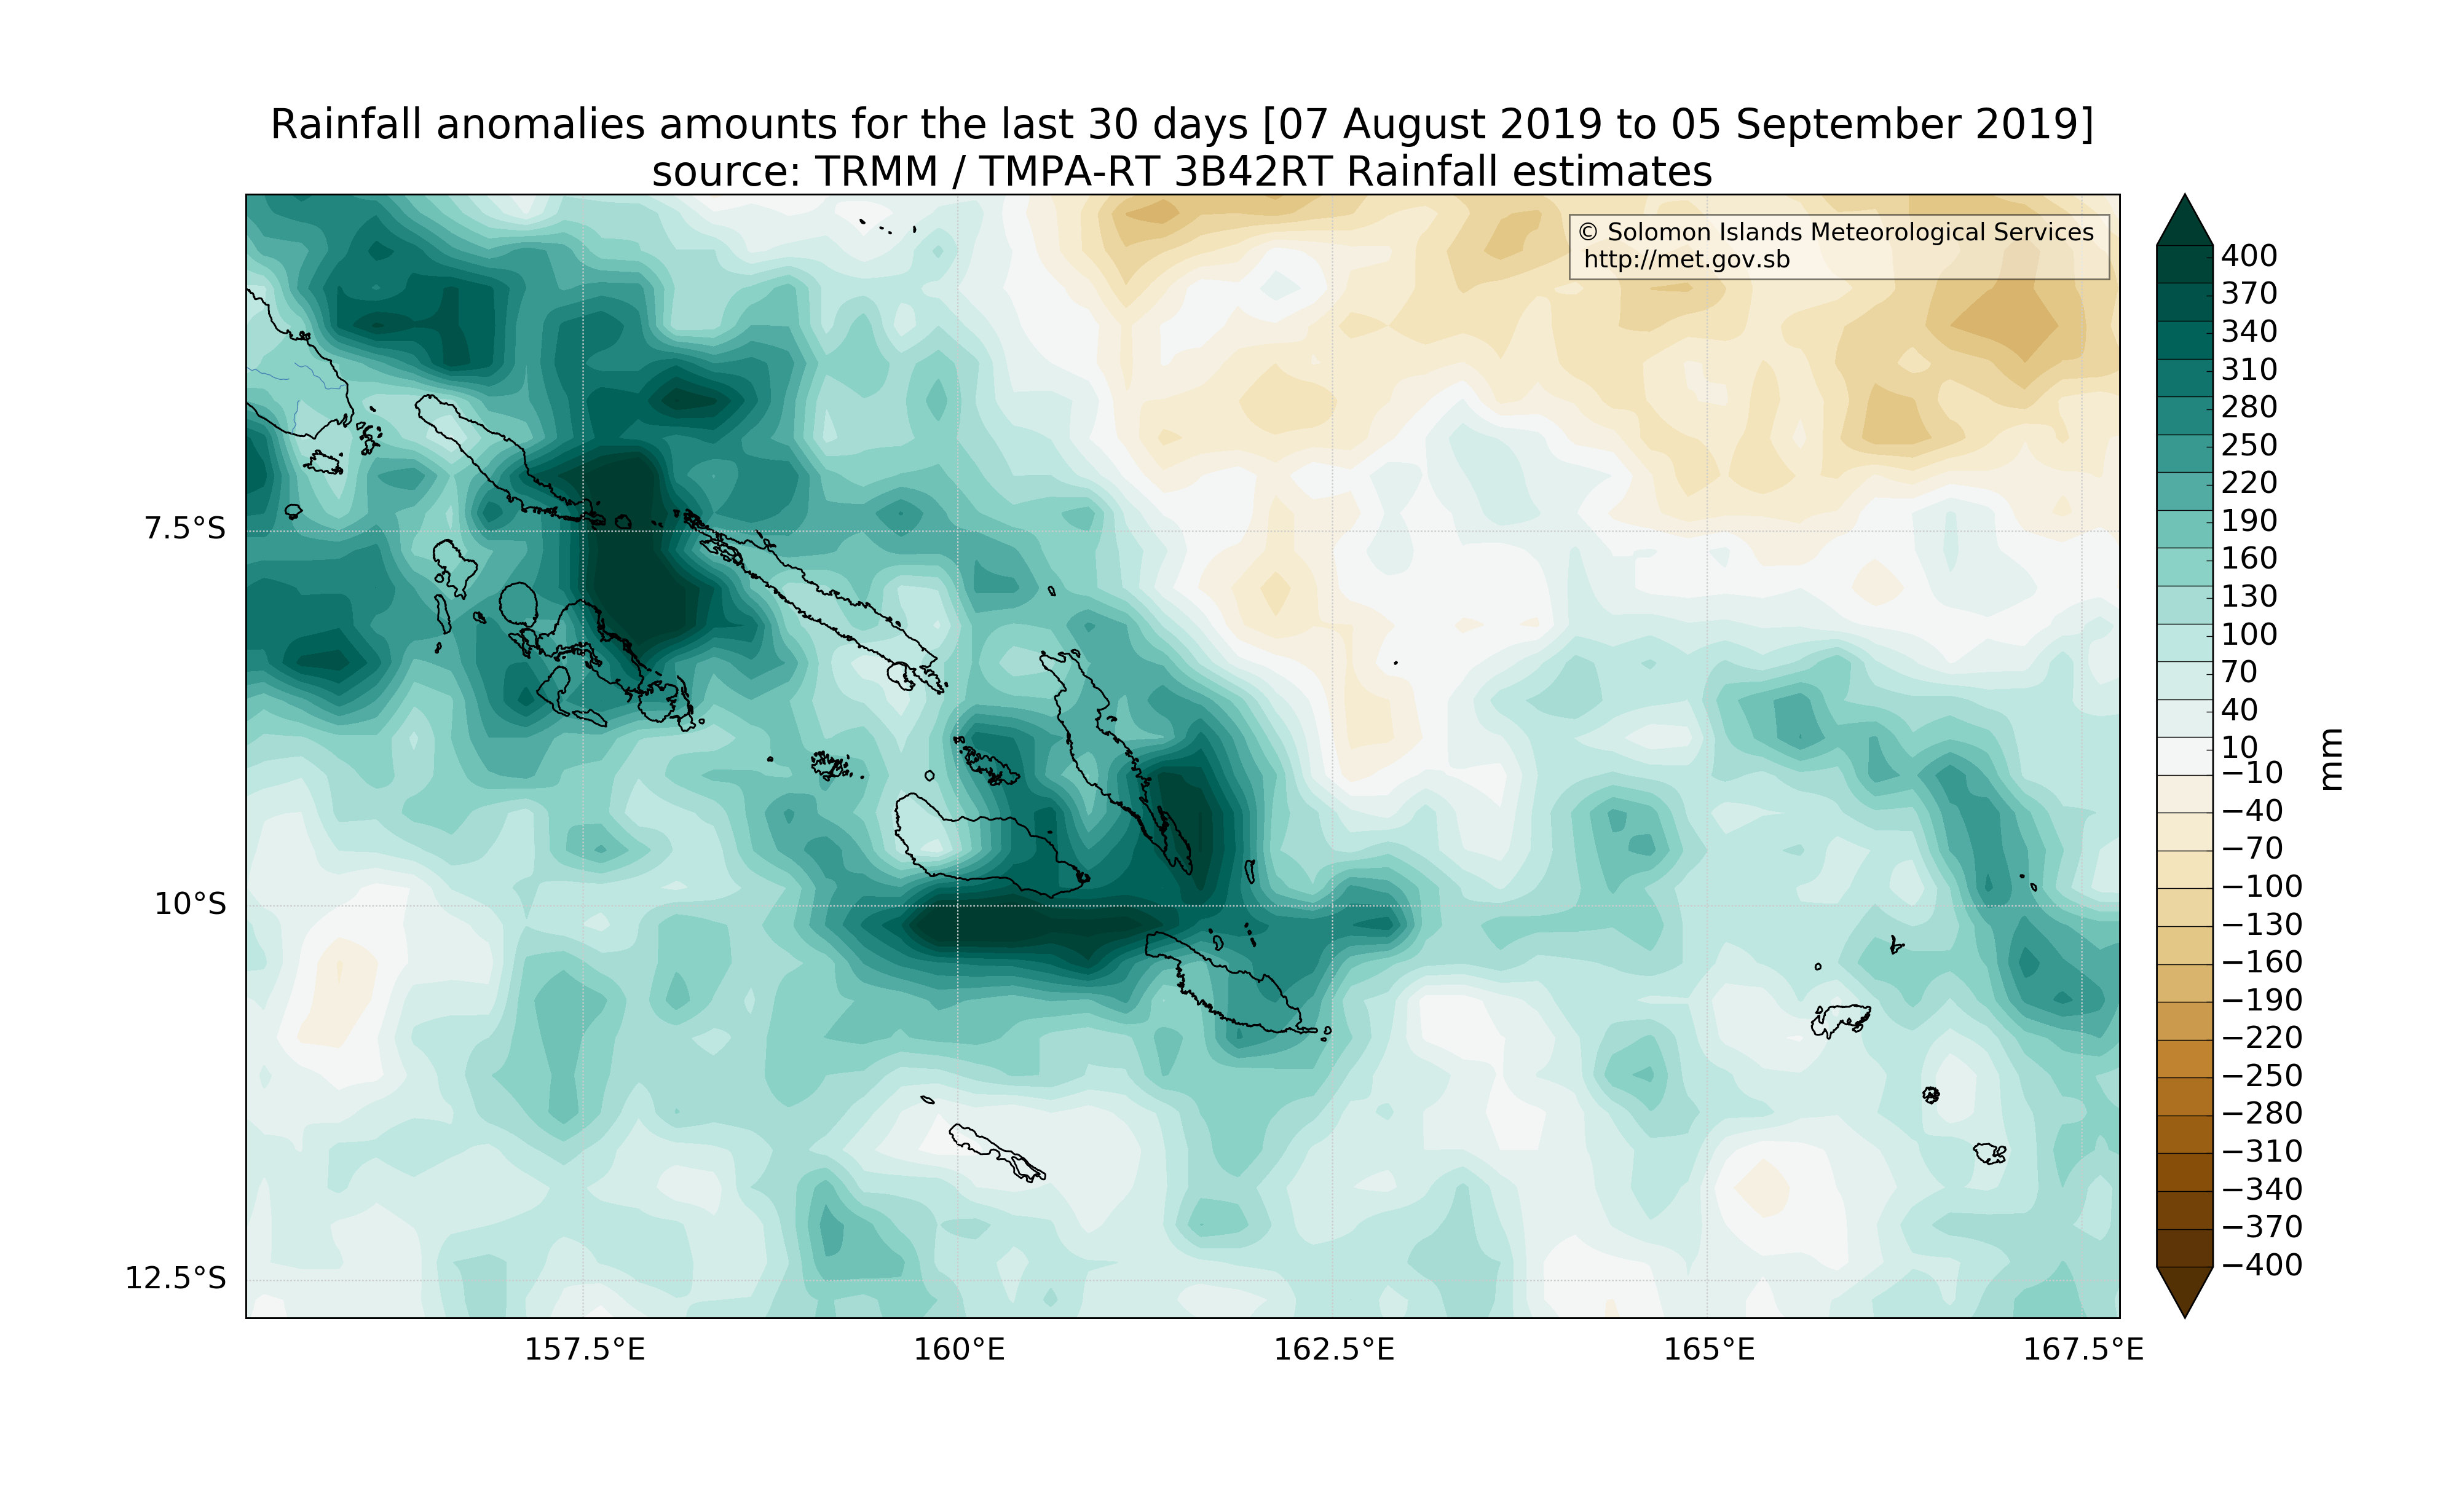 Rainfall anomalies amounts for the last 30 days [07 August 2019 to 05 September 2019]
source: TRMM / TMPA-RT 3B42RT Rainfall estimates
© Solomon Islands Meteorological Services
http://met.gov.sb
7.5°S
10°S
12.5°S
157.5°E
160°E
162.5°E
165°E
167.5°E
400
370
340
310
280
250
220
190
160
130
100
70
40
10
−10
−40
−70
−100
−130
−160
−190
−220
−250
−280
−310
−340
−370
−400
mm